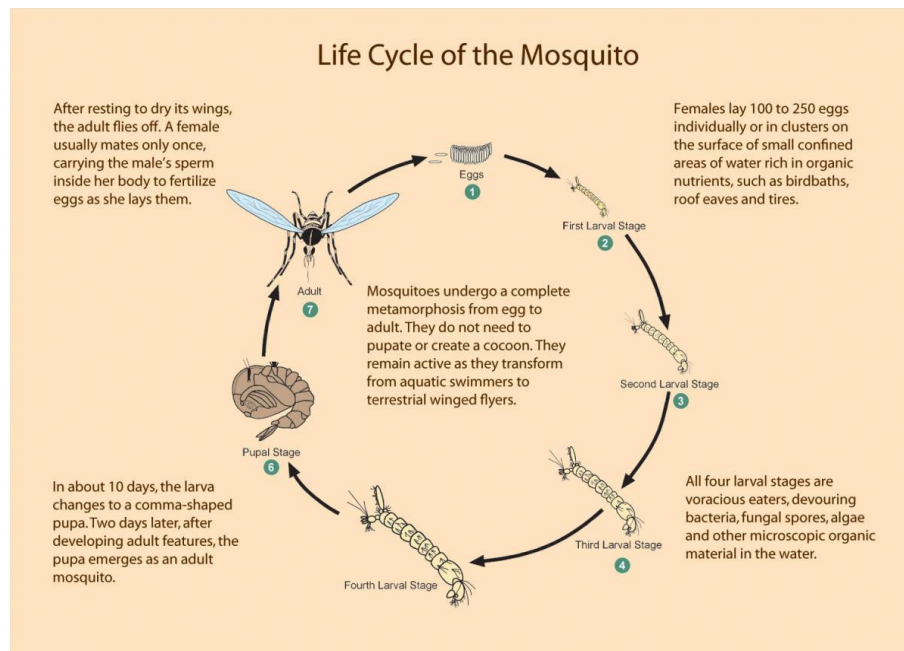 Life Cycle of the Mosquito
After resting to dry its wings,
the adult flies off. A female
usually mates only once,
carrying the male's sperm
inside her body to fertilize
eggs as she lays them.
Females lay 100 to 250 eggs
individually or in clusters on
the surface of small confined
areas of water rich in organic
nutrients, such as birdbaths,
roof eaves and tires.
Eggs
1
First Larval Stage
2
Second Larval Stage
3
Third Larval Stage
4
Fourth Larval Stage
Pupal Stage
6
Adult
7
Mosquitoes undergo a complete
metamorphosis from egg to
adult. They do not need to
pupate or create a cocoon. They
remain active as they transform
from aquatic swimmers to
terrestrial winged flyers.
In about 10 days, the larva
changes to a comma-shaped
pupa. Two days later, after
developing adult features, the
pupa emerges as an adult
mosquito.
All four larval stages are
voracious eaters, devouring
bacteria, fungal spores, algae
and other microscopic organic
material in the water.